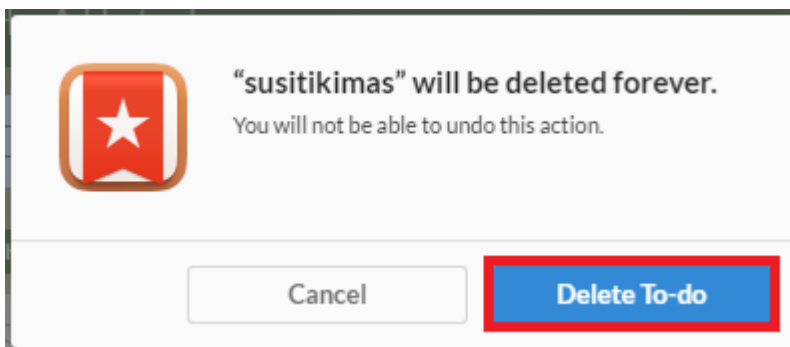 “susitikimas” will be deleted forever.
You will not be able to undo this action.
Cancel
Delete To-do